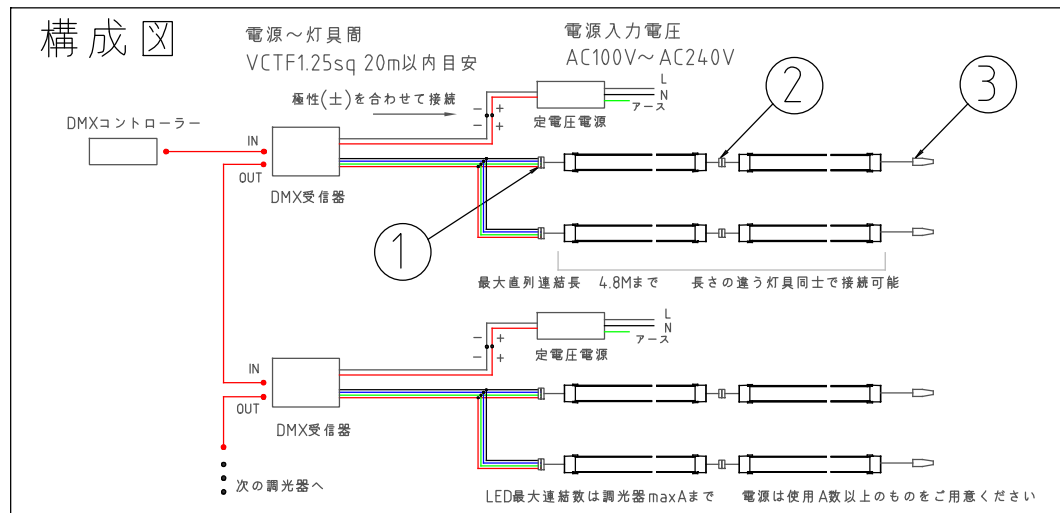 構成図
電源～灯具間
VCTF1.25sq 20m以内目安
電源入力電圧
AC100V～AC240V
極性(±)を合わせて接続
L
N
アース
定電圧電源
②
③
DMXコントローラー
IN
OUT
DMX受信器
− +
− +
①
最大直列連結長 4.8Mまで 長さの違う灯具同士で接続可能
L
N
アース
定電圧電源
− +
− +
IN
OUT
DMX受信器
次の調光器へ
LED最大連結数は調光器maxAまで 電源は使用A数以上のものをご用意ください